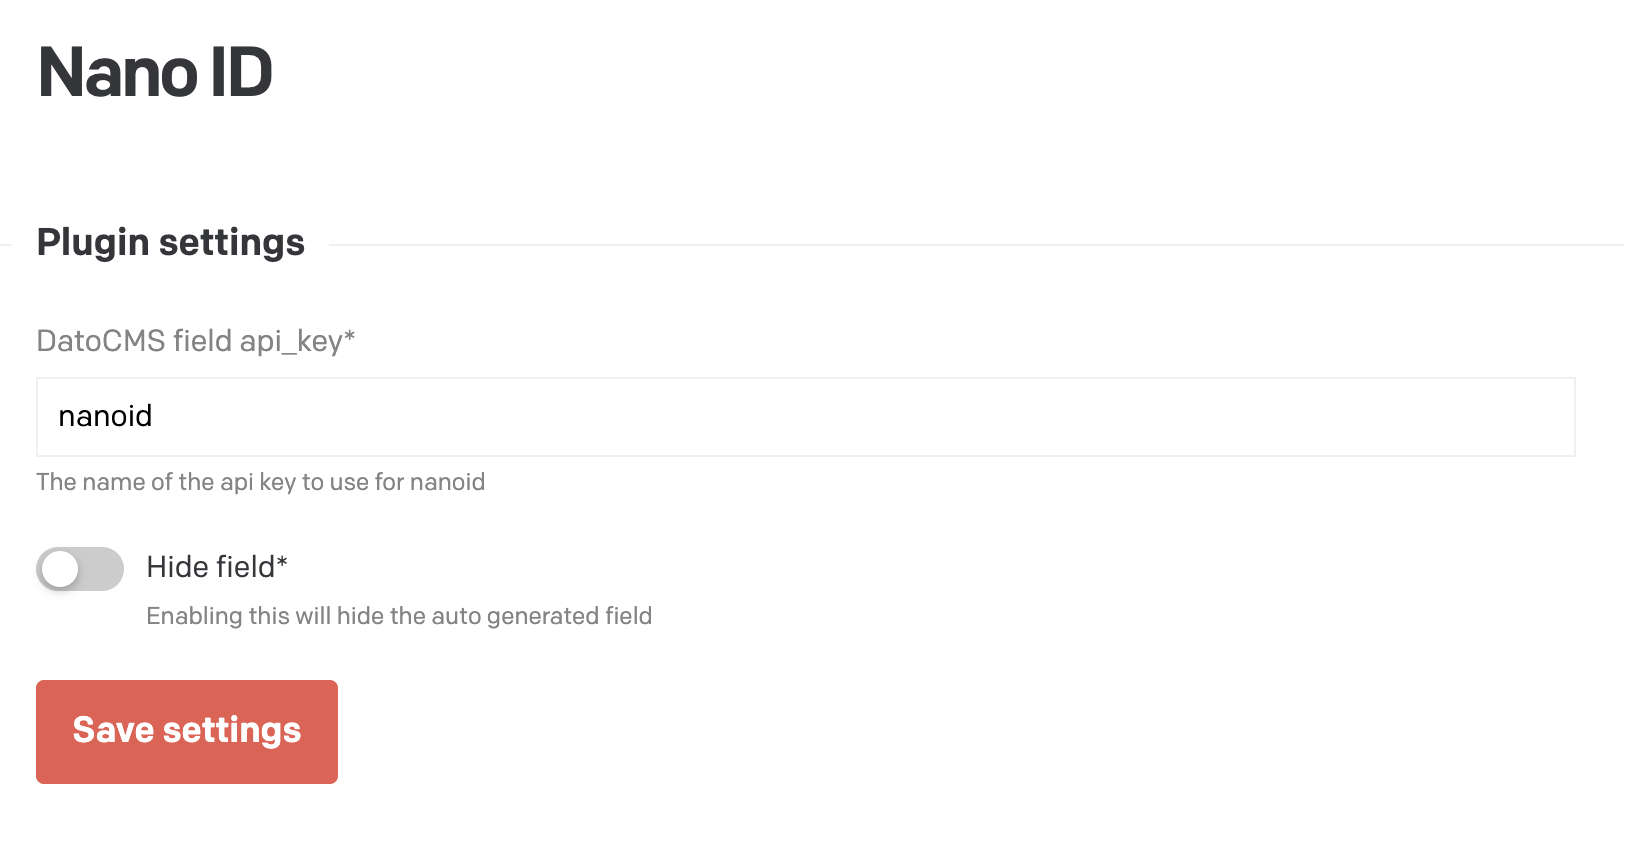 Nano ID
Plugin settings
DatoCMS field api_key*
nanoid
The name of the api key to use for nanoid
Hide field*
Enabling this will hide the auto generated field
Save settings